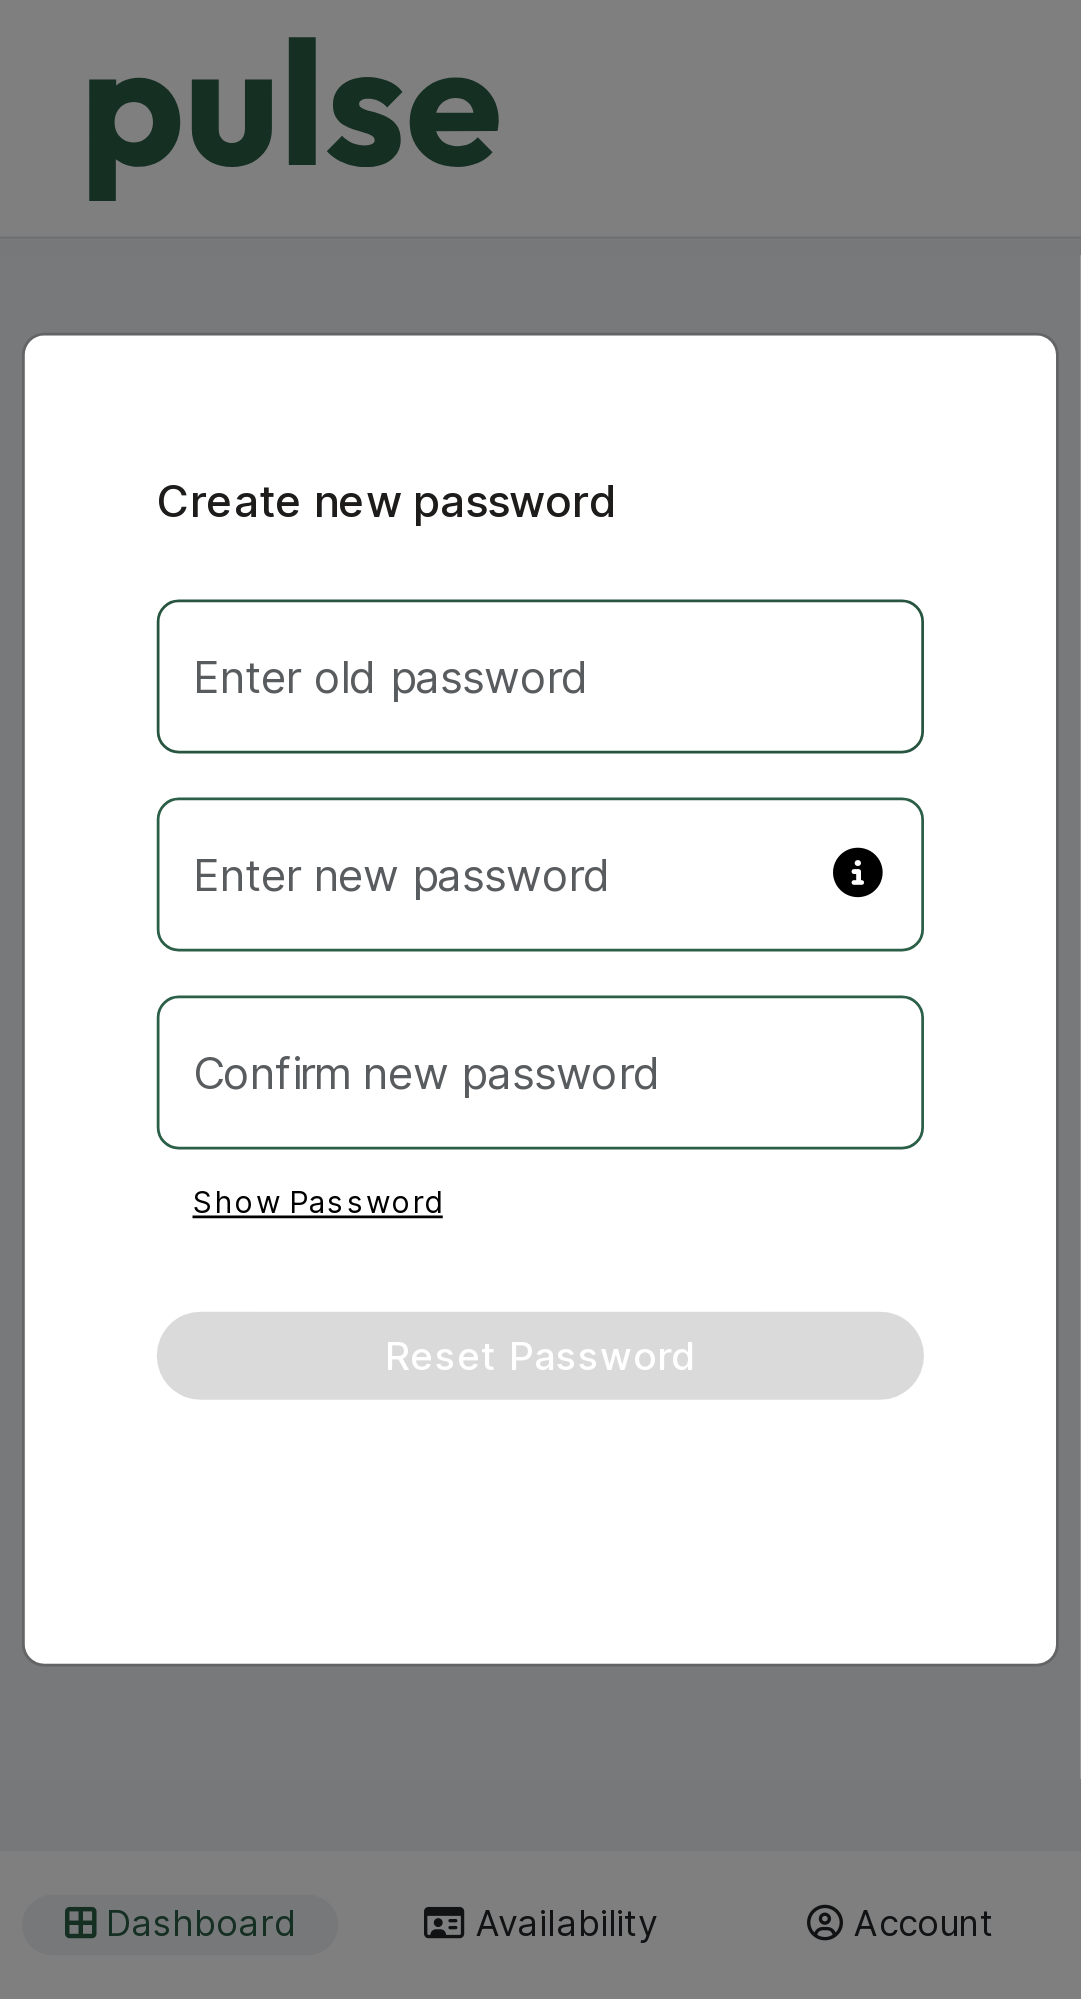 pulse
Create new password
Enter old password
Enter new password
Confirm new password
Show Password
Reset Password
Dashboard
Availability
Account